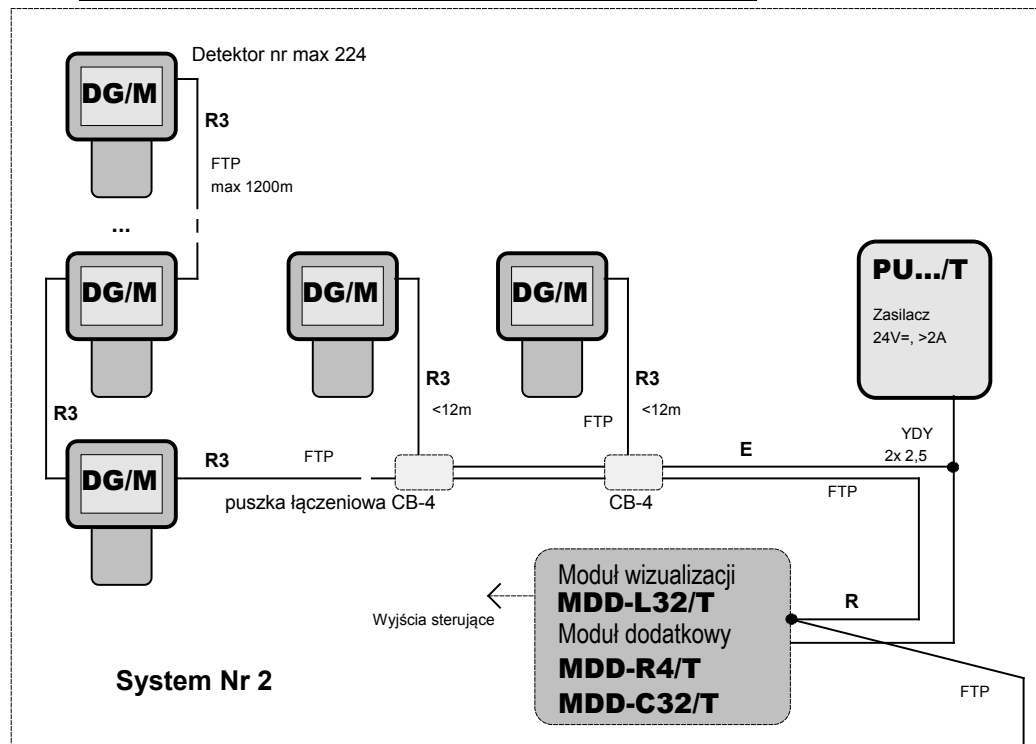 Detektor nr max 224
DG/M
R3
FTP
max 1200m
...
DG/M
DG/M
DG/M
PU.../T
Zasilacz
24V=, >2A
R3
<12m
R3
<12m
FTP
R3
YDY
2x 2,5
DG/M
R3
FTP
E
FTP
puszka łączeniowa CB-4
CB-4
Moduł wizualizacji
MDD-L32/T
Moduł dodatkowy
MDD-R4/T
MDD-C32/T
R
Wyjścia sterujące
System Nr 2
FTP